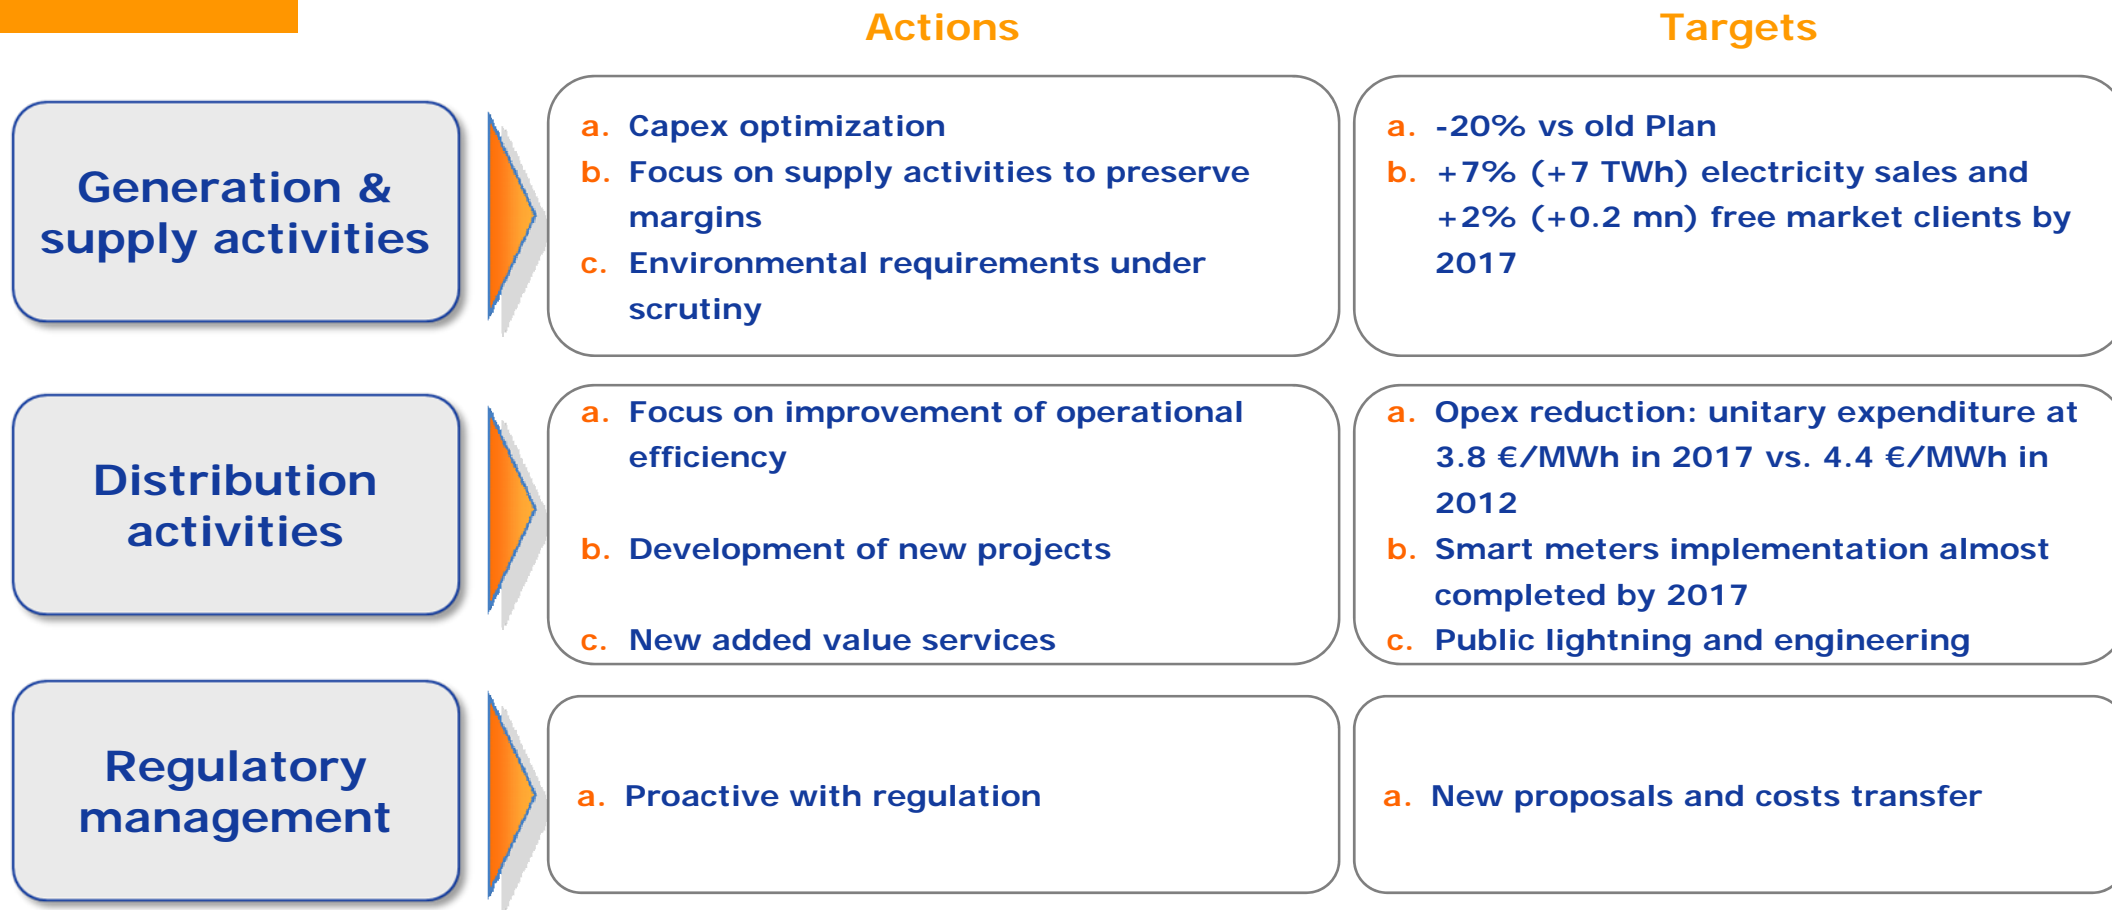 Actions
Targets
Generation &
supply activities
a. Capex optimization
b. Focus on supply activities to preserve
margins
c. Environmental requirements under
scrutiny
a. -20% vs old Plan
b. +7% (+7 TWh) electricity sales and
+2% (+0.2 mn) free market clients by
2017
Distribution
activities
a. Focus on improvement of operational
efficiency
b. Development of new projects
c. New added value services
a. Opex reduction: unitary expenditure at
3.8 €/MWh in 2017 vs. 4.4 €/MWh in
2012
b. Smart meters implementation almost
completed by 2017
c. Public lightning and engineering
Regulatory
management
a. Proactive with regulation
a. New proposals and costs transfer